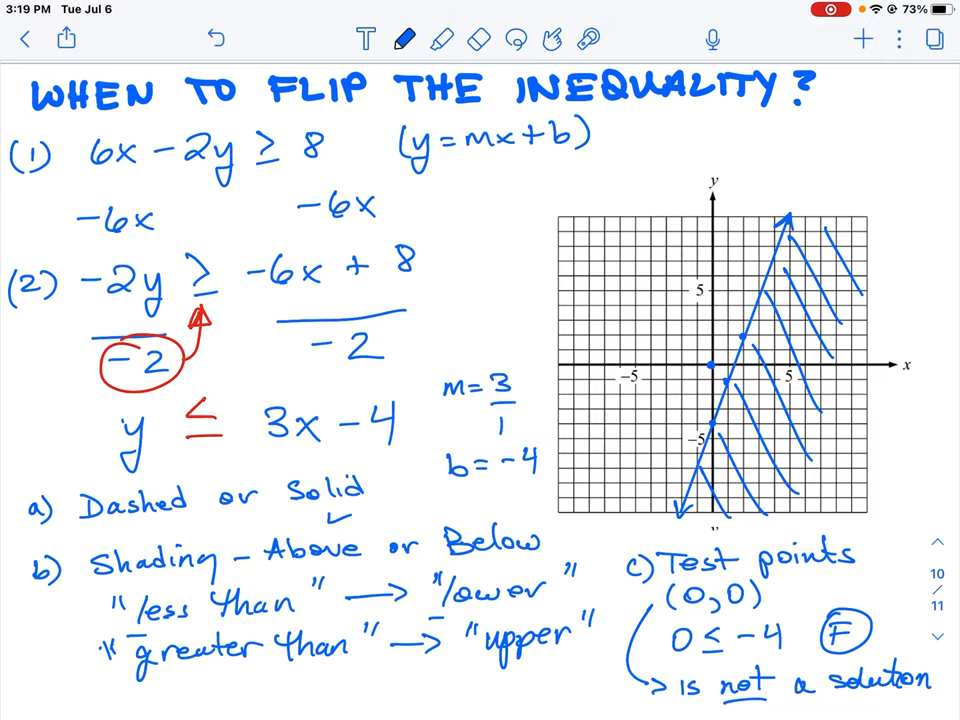 3:19 PM Tue Jul 6
73%
WHEN TO FLIP THE INEQUALITY?
(1) 6x - 2y ≥ 8 (y = mx + b)
-6x -6x
(2) -2y ≥ -6x + 8
-2 -2
y ≤ 3x - 4
m = 3/1
b = -4
a) Dashed or Solid ✓
b) Shading - Above or Below
"less than" → "lower"
"greater than" → "upper"
y
5
-5
5
x
-5
y
c) Test points
(0,0)
0 ≤ -4 F
→ is not a solution
10
/
11